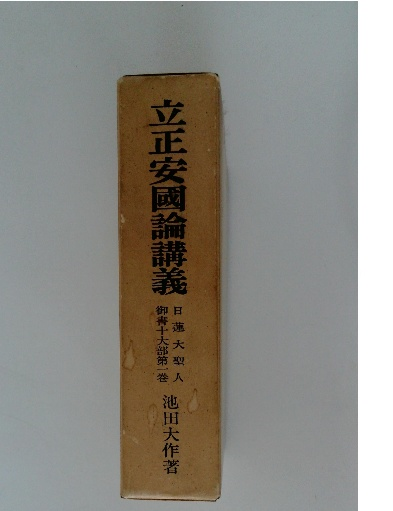 立正安國論講義
日蓮大聖人
御書十大部第一巻
池田大作著